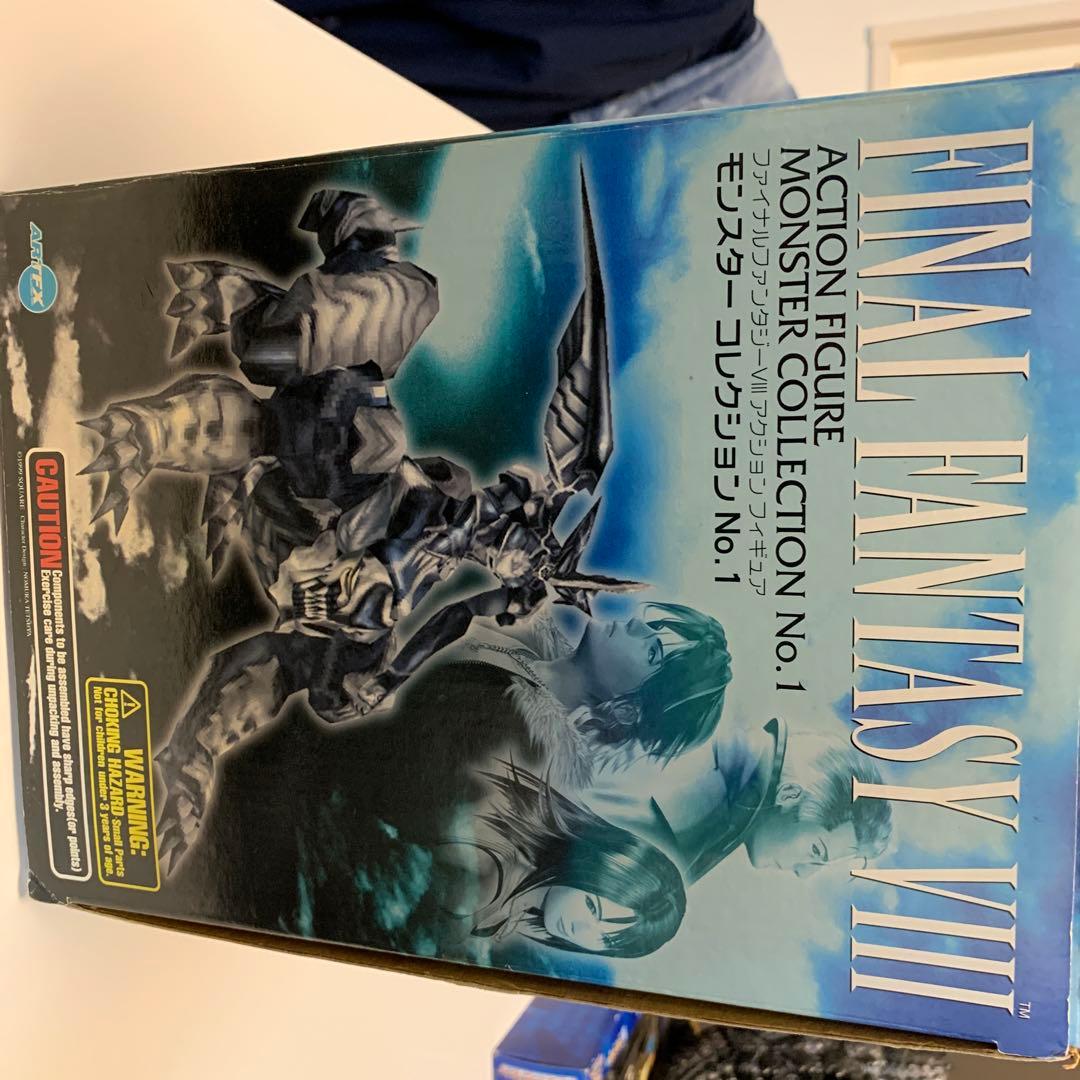 FINAL FANTASY VIII
TM
ACTION FIGURE
MONSTER COLLECTION No.1
ファイナルファンタジーVIII アクション フィギュア
モンスター コレクション No.1
ARTFX
WARNING:
CHOKING HAZARD-Small Parts
Not for children under 3 years of age.
CAUTION Components to be assembled have sharp edges(or points)
Exercise care during unpacking and assembly.
©1999 SQUARE Character Design: NOMURA TETSUYA